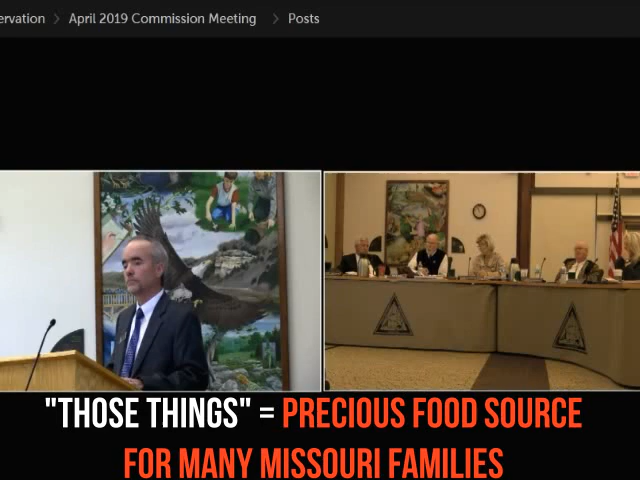 ervation > April 2019 Commission Meeting > Posts
"THOSE THINGS" = PRECIOUS FOOD SOURCE
FOR MANY MISSOURI FAMILIES